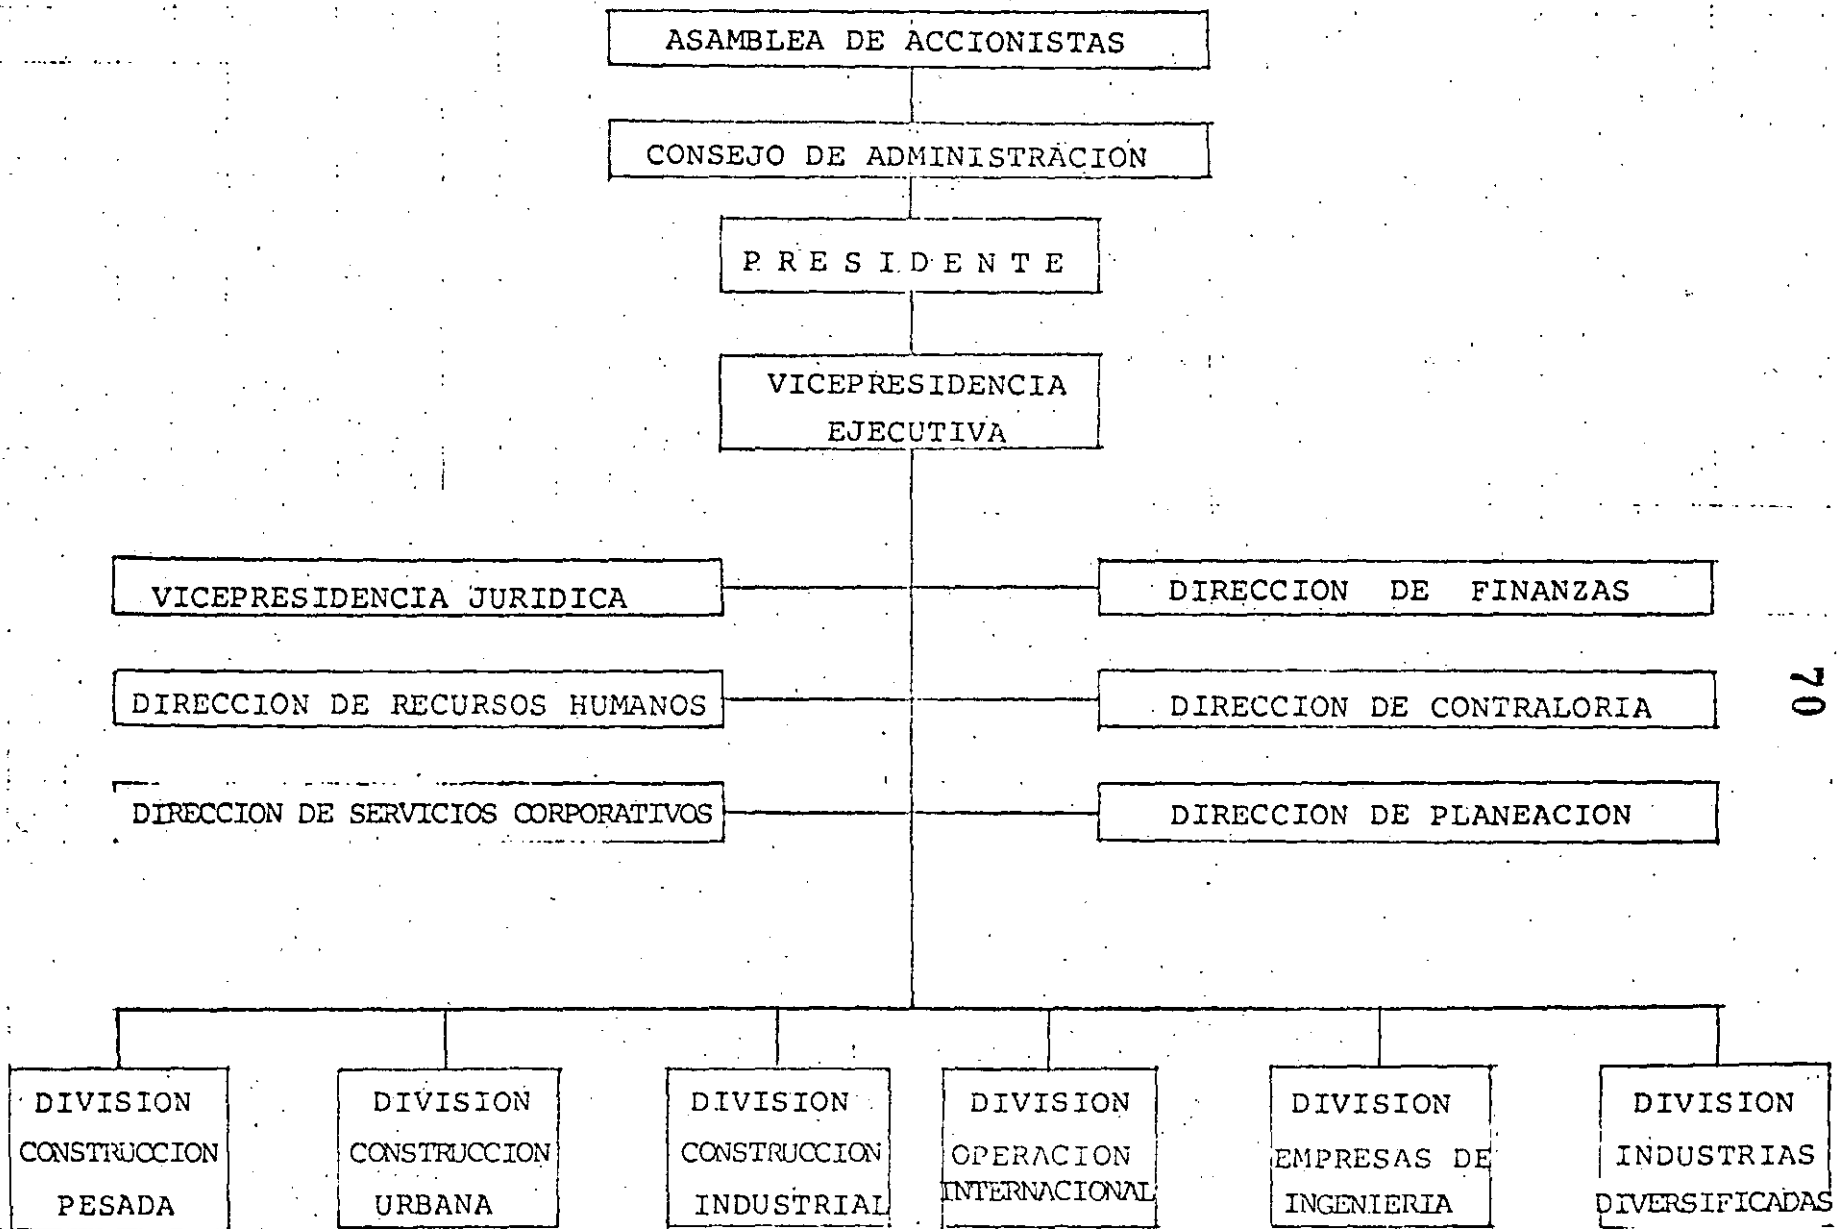 ASAMBLEA DE ACCIONISTAS
CONSEJO DE ADMINISTRACION
P R E S I D E N T E
VICEPRESIDENCIA
EJECUTIVA
VICEPRESIDENCIA JURIDICA
DIRECCION DE FINANZAS
DIRECCION DE RECURSOS HUMANOS
DIRECCION DE CONTRALORIA
DIRECCION DE SERVICIOS CORPORATIVOS
DIRECCION DE PLANEACION
70
DIVISION
CONSTRUCCION
PESADA
DIVISION
CONSTRUCCION
URBANA
DIVISION
CONSTRUCCION
INDUSTRIAL
DIVISION
OPERACION
INTERNACIONAL
DIVISION
EMPRESAS DE
INGENIERIA
DIVISION
INDUSTRIAS
DIVERSIFICADAS